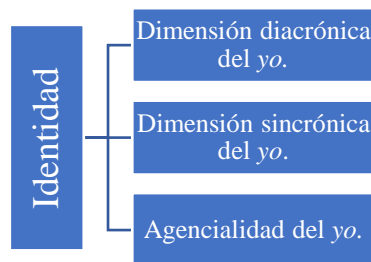 Identidad
Dimensión diacrónica
del yo.
Dimensión sincrónica
del yo.
Agencialidad del yo.